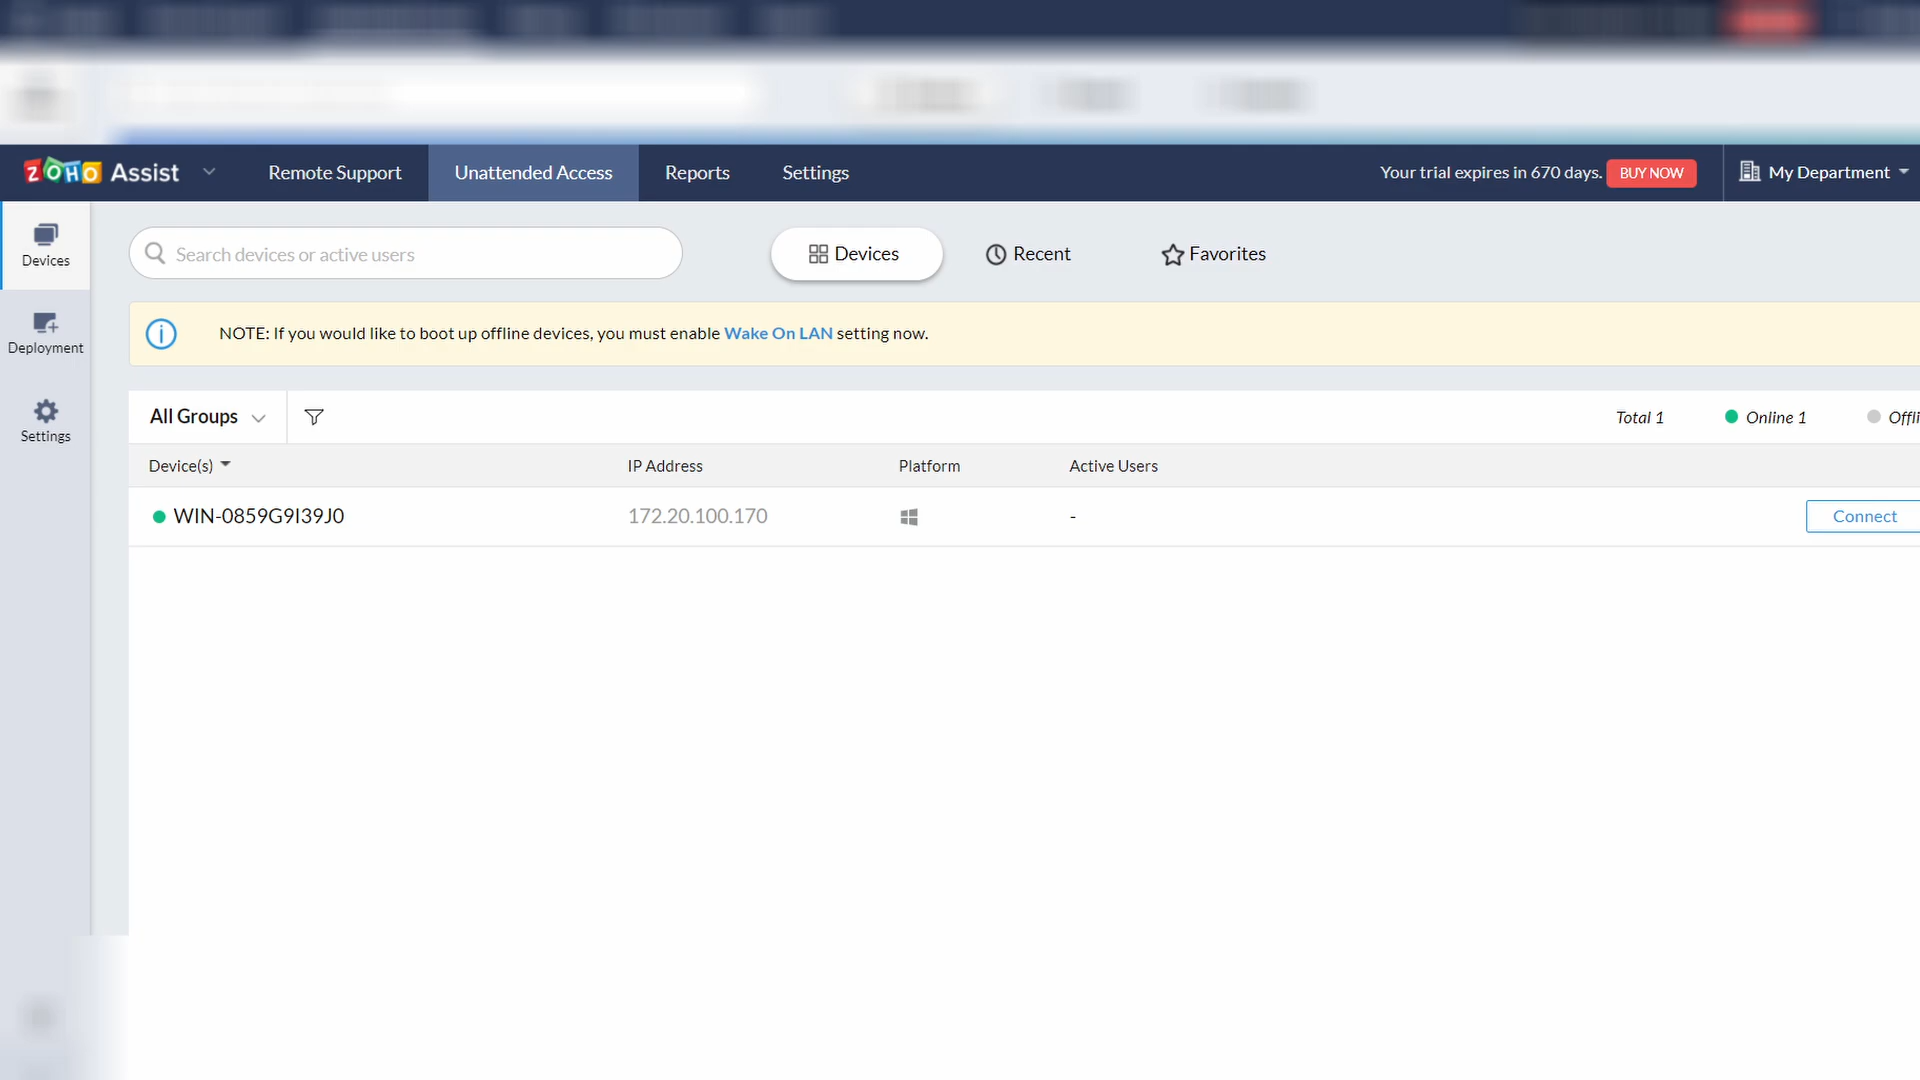 ZOHO Assist Remote Support Unattended Access Reports Settings Your trial expires in 670 days. BUY NOW My Department
Devices
Deployment
Settings
Search devices or active users Devices Recent Favorites
NOTE: If you would like to boot up offline devices, you must enable Wake On LAN setting now.
All Groups Total 1 Online 1 Offli
Device(s) IP Address Platform Active Users
WIN-0859G9I39J0 172.20.100.170 - Connect